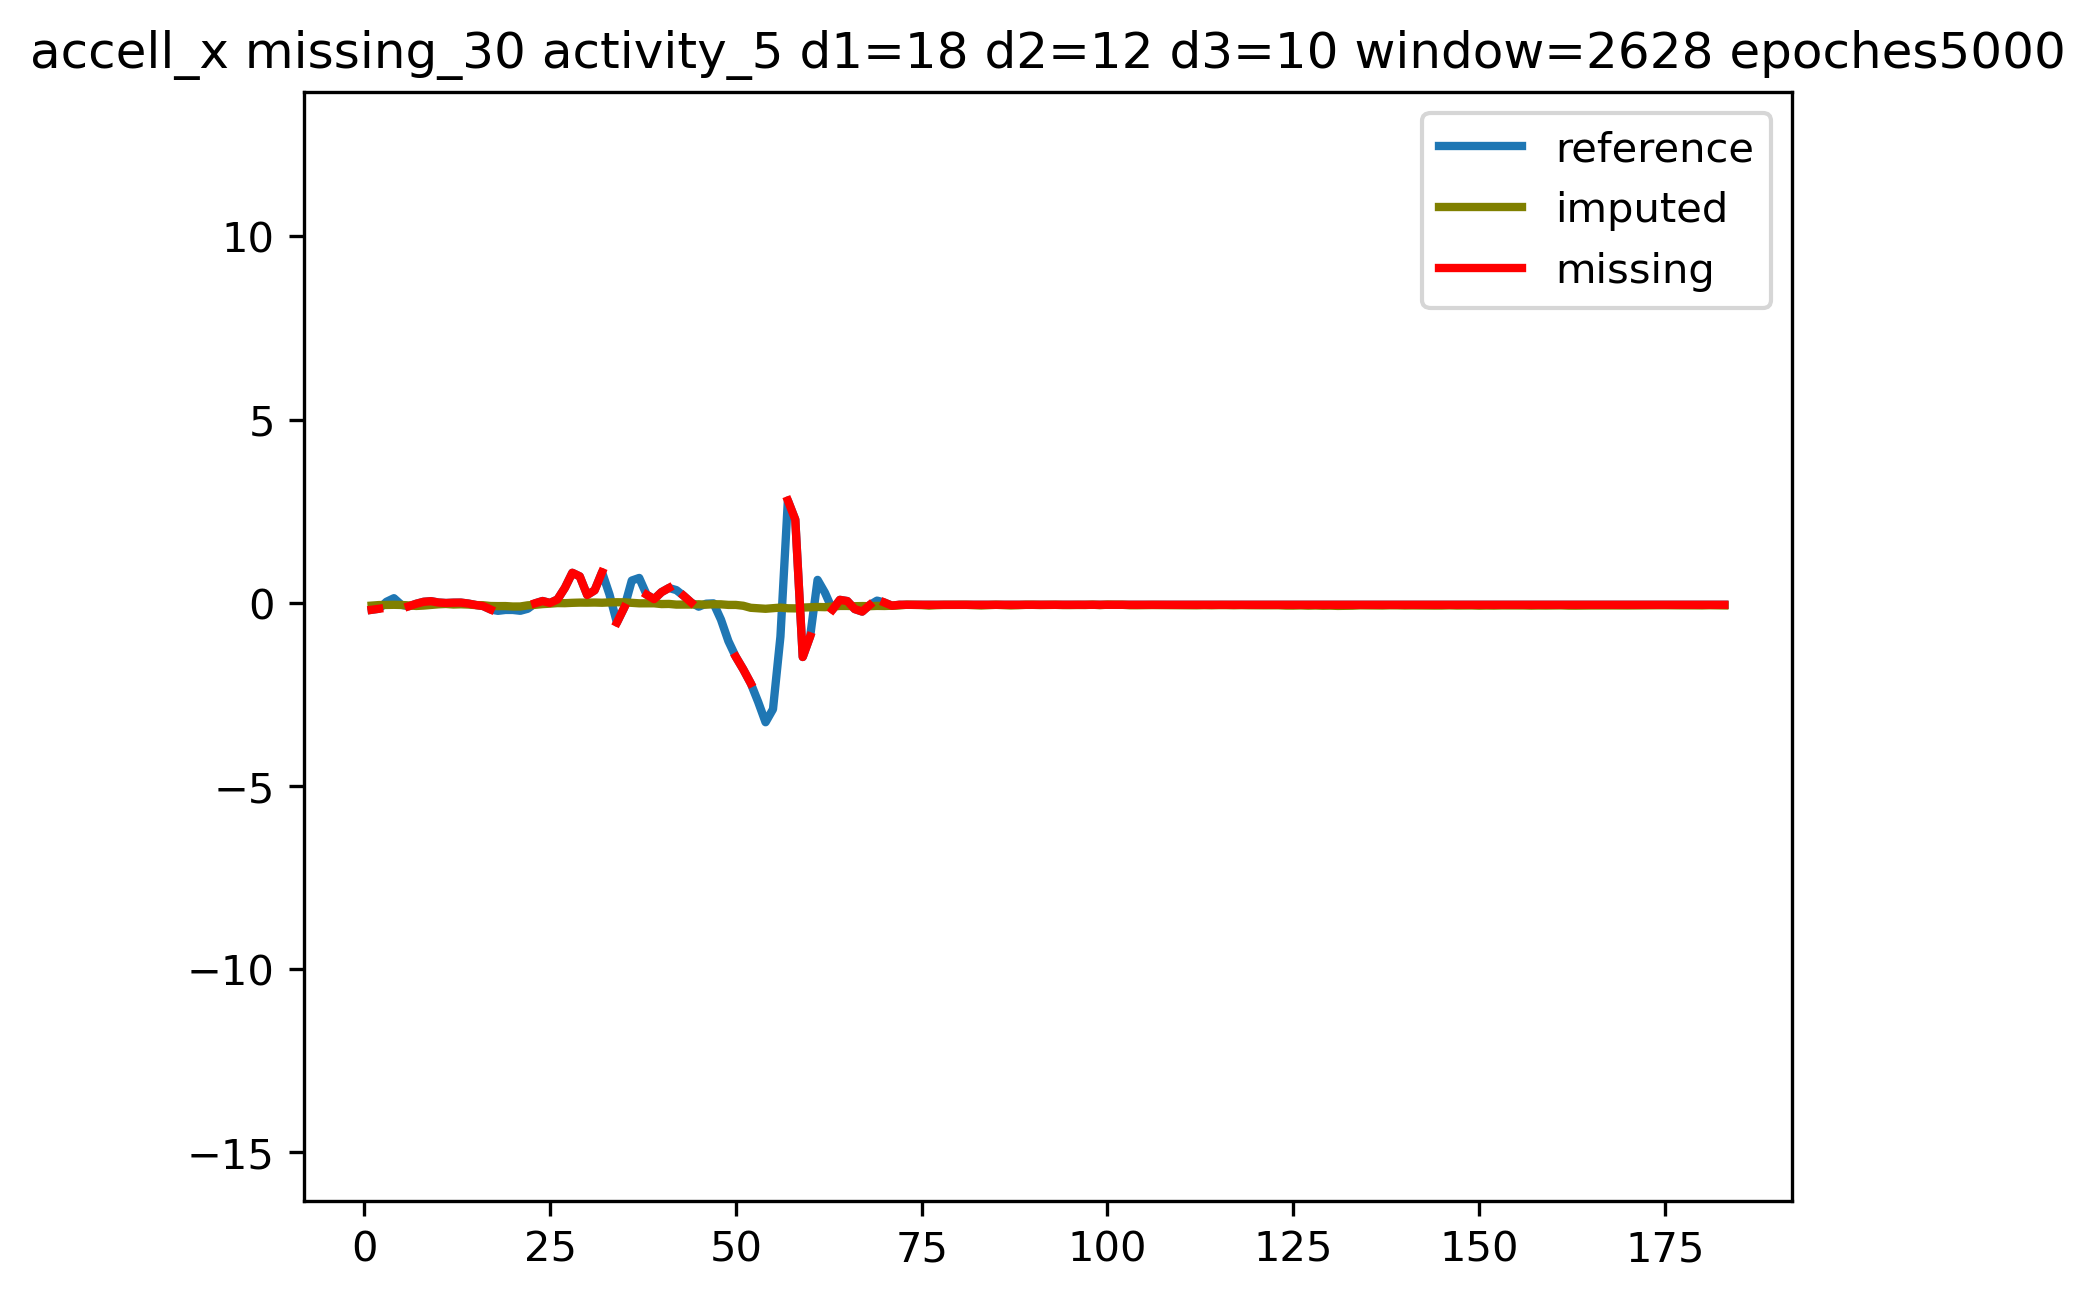 accell_x missing_30 activity_5 d1=18 d2=12 d3=10 window=2628 epoches5000
reference
imputed
missing
10
5
0
−5
−10
−15
0 25 50 75 100 125 150 175